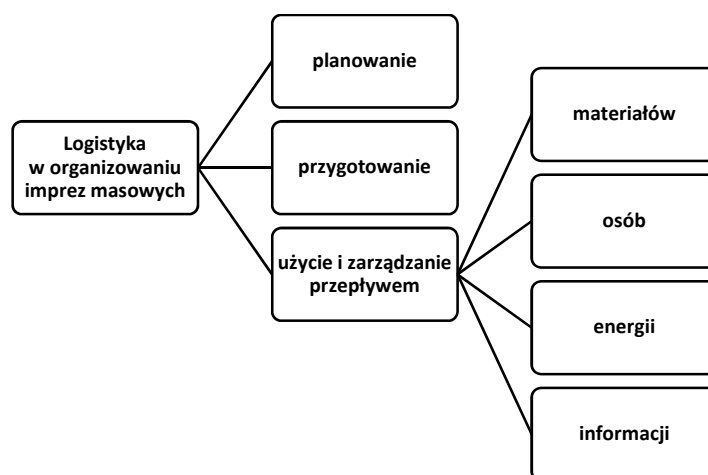 Logistyka
w organizowaniu
imprez masowych
planowanie
przygotowanie
użycie i zarządzanie
przepływem
materiałów
osób
energii
informacji